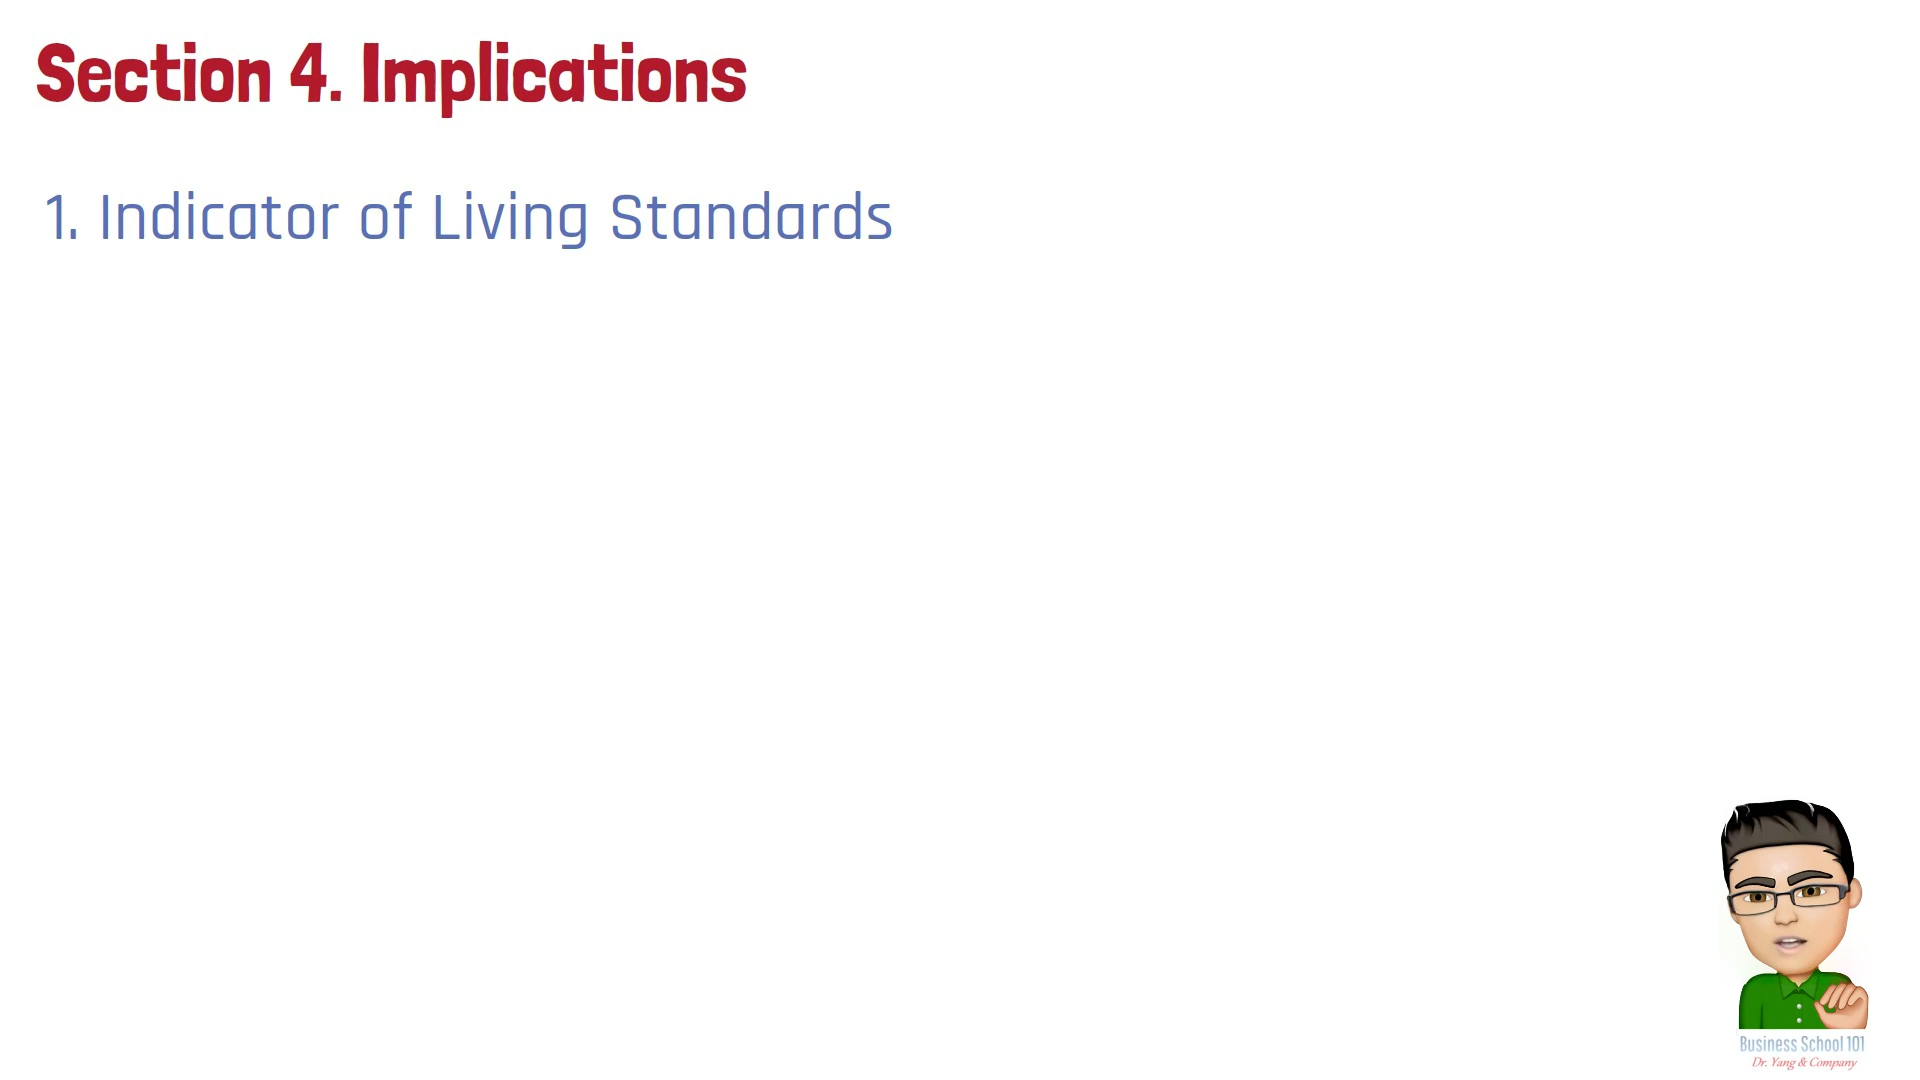 Section 4. Implications
1. Indicator of Living Standards
Business School 101
Dr. Yang & Company